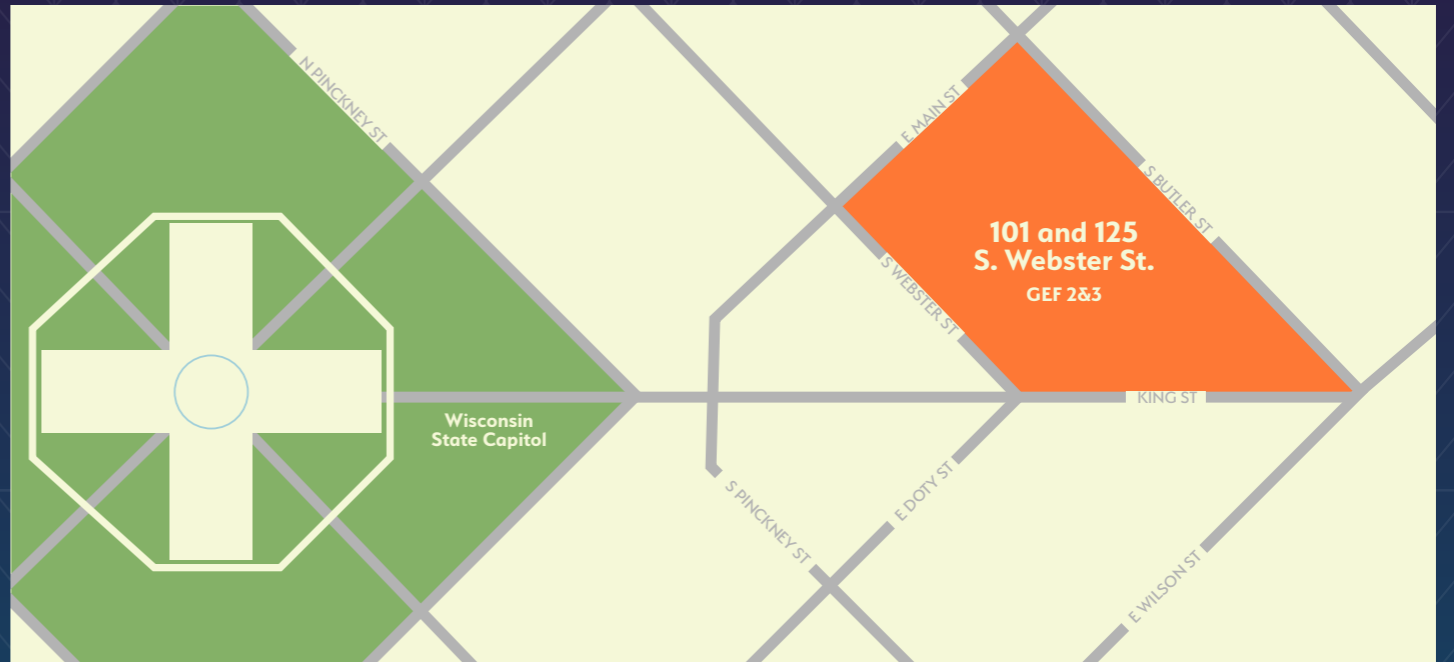 N PINCKNEY ST
E MAIN ST
S BUTLER ST
101 and 125
S. Webster St.
GEF 2&3
S WEBSTER ST
KING ST
Wisconsin
State Capitol
S PINCKNEY ST
E DOTY ST
E WILSON ST